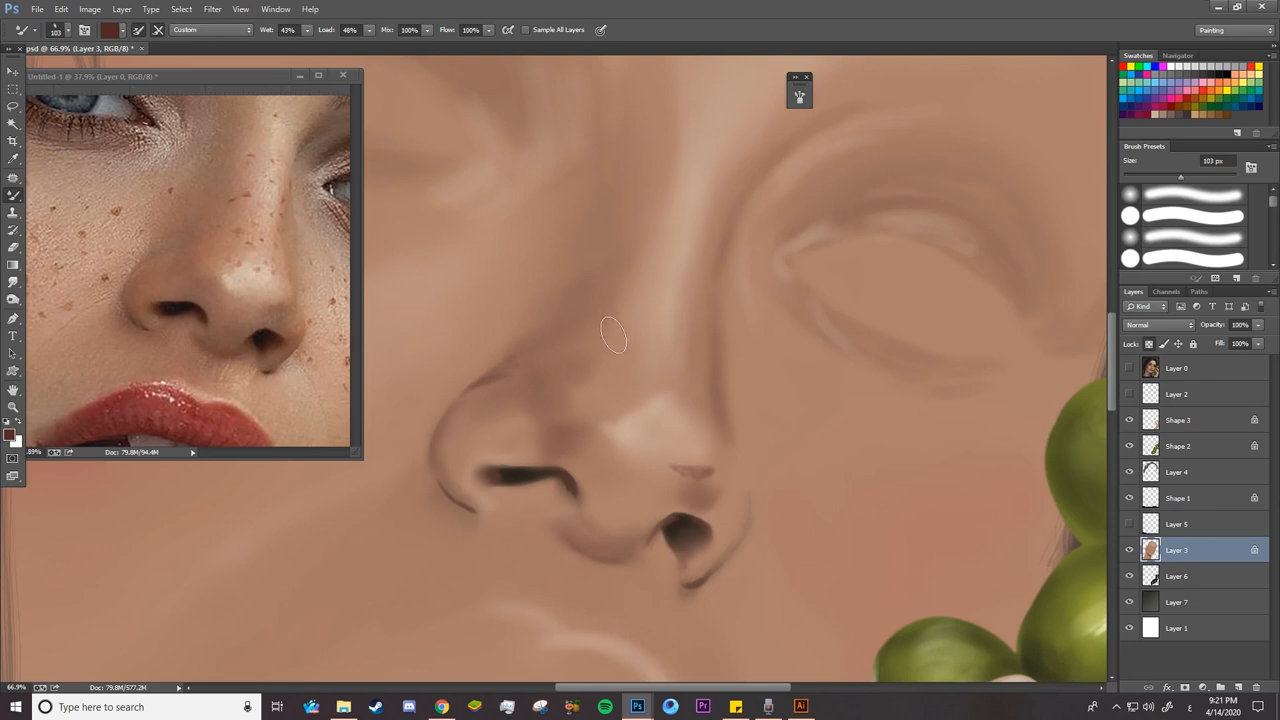 Ps File Edit Image Layer Type Select Filter View Window Help
103 Custom Wet: 43% Load: 48% Mix: 100% Flow: 100% Sample All Layers Painting
psd @ 66.9% (Layer 3, RGB/8) *
Untitled-1 @ 37.9% (Layer 0, RGB/8) *
Swatches Navigator
Brush Presets
Size: 103 px
Layers Channels Paths
Kind
Normal Opacity: 100%
Lock: Fill: 100%
Layer 0
Layer 2
Shape 3
Shape 2
Layer 4
Shape 1
Layer 5
Layer 3
Layer 6
Layer 7
Layer 1
.89% Doc: 79.8M/94.4M
66.9% Doc: 79.8M/577.2M
Type here to search
Ps Pr Ai
9:21 PM
4/14/2020